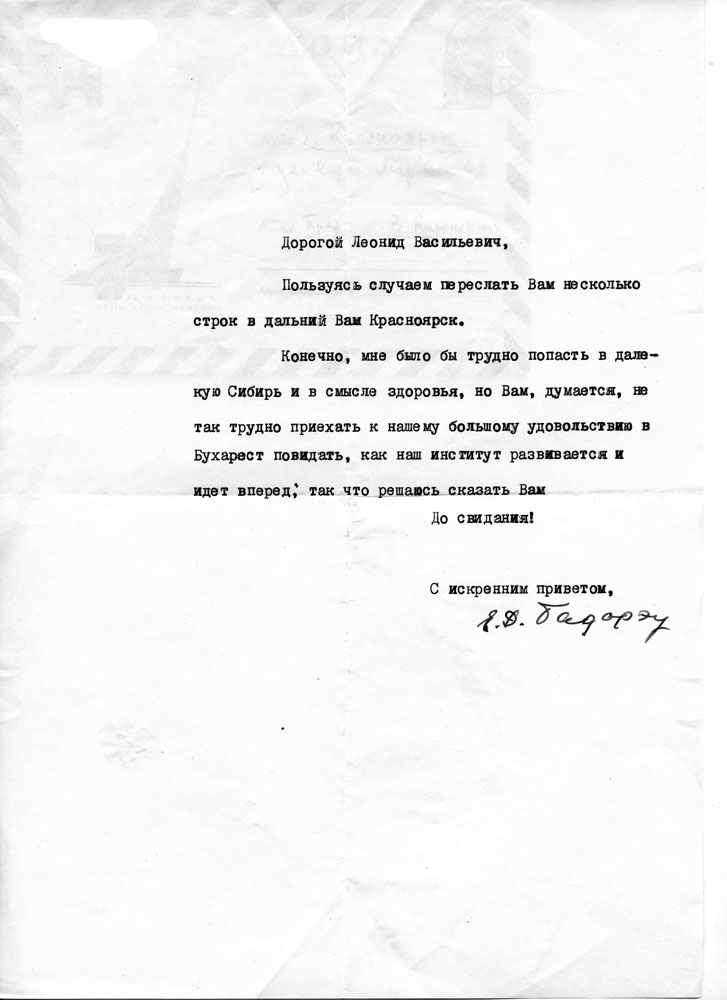 Дорогой Леонид Васильевич,
Пользуясь случаем переслать Вам несколько
строк в дальний Вам Красноярск.
Конечно, мне было бы трудно попасть в дале-
кую Сибирь и в смысле здоровья, но Вам, думается, не
так трудно приехать к нашему большому удовольствию в
Бухарест повидать, как наш институт развивается и
идет вперед; так что решаюсь сказать Вам
До свидания!
С искренним приветом,
Е.Д. Бадарэу